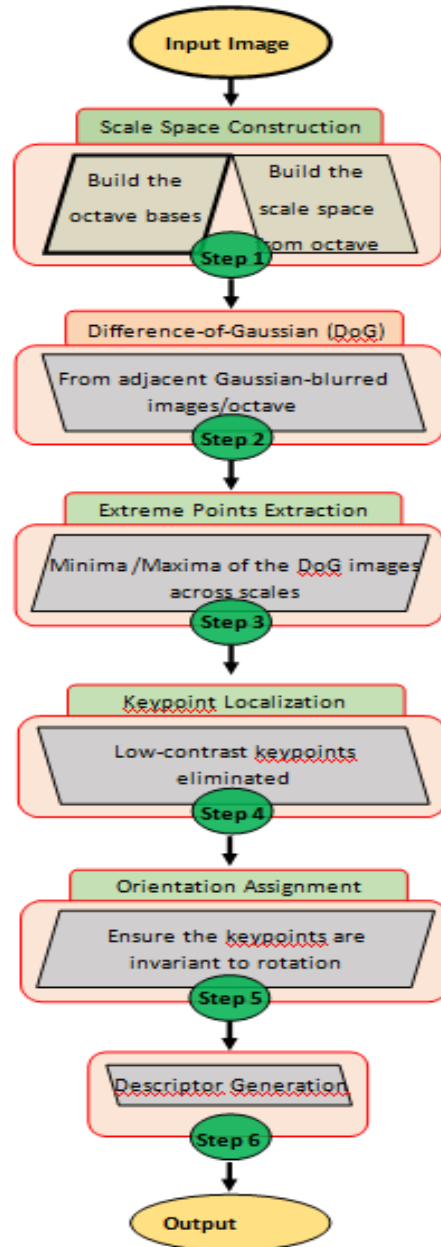 Input Image
Scale Space Construction
Build the
octave bases
Build the
scale space
from octave
Step 1
Difference-of-Gaussian (DoG)
From adjacent Gaussian-blurred
images/octave
Step 2
Extreme Points Extraction
Minima /Maxima of the DoG images
across scales
Step 3
Keypoint Localization
Low-contrast keypoints
eliminated
Step 4
Orientation Assignment
Ensure the keypoints are
invariant to rotation
Step 5
Descriptor Generation
Step 6
Output